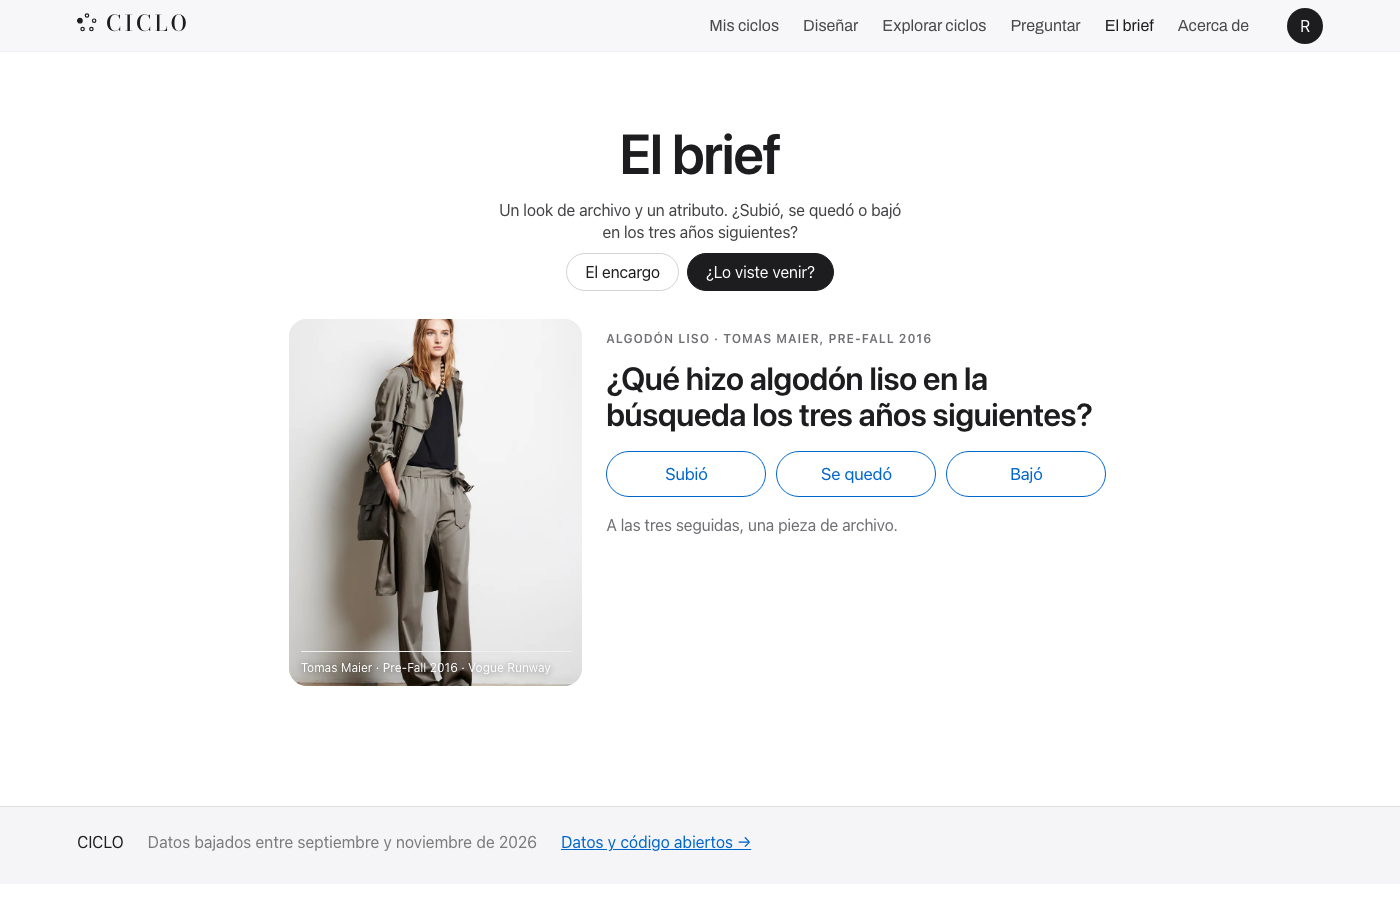 CICLO
Mis ciclos
Diseñar
Explorar ciclos
Preguntar
El brief
Acerca de
R
El brief
Un look de archivo y un atributo. ¿Subió, se quedó o bajó
en los tres años siguientes?
El encargo
¿Lo viste venir?
ALGODÓN LISO · TOMAS MAIER, PRE-FALL 2016
¿Qué hizo algodón liso en la
búsqueda los tres años siguientes?
Subió
Se quedó
Bajó
A las tres seguidas, una pieza de archivo.
Tomas Maier · Pre-Fall 2016 · Vogue Runway
CICLO
Datos bajados entre septiembre y noviembre de 2026
Datos y código abiertos →